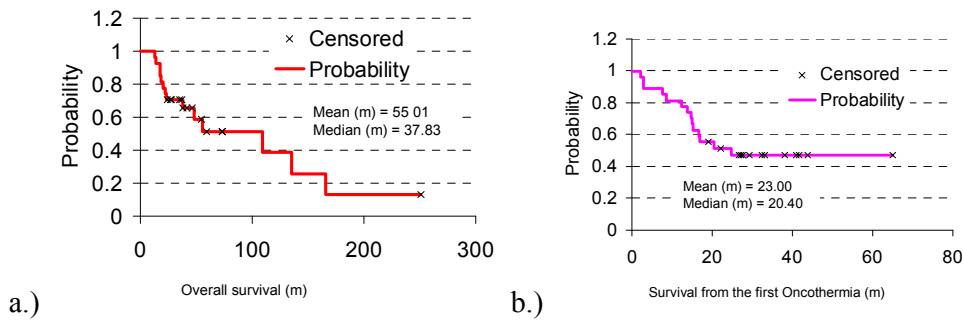 1.2
1
0.8
0.6
0.4
0.2
0
Probability
Censored
Probability
Mean (m) = 55 01
Median (m) = 37.83
0
100
200
300
Overall survival (m)
a.)
1.2
1
0.8
0.6
0.4
0.2
0
Probability
Censored
Probability
Mean (m) = 23.00
Median (m) = 20.40
0
20
40
60
80
Survival from the first Oncothermia (m)
b.)